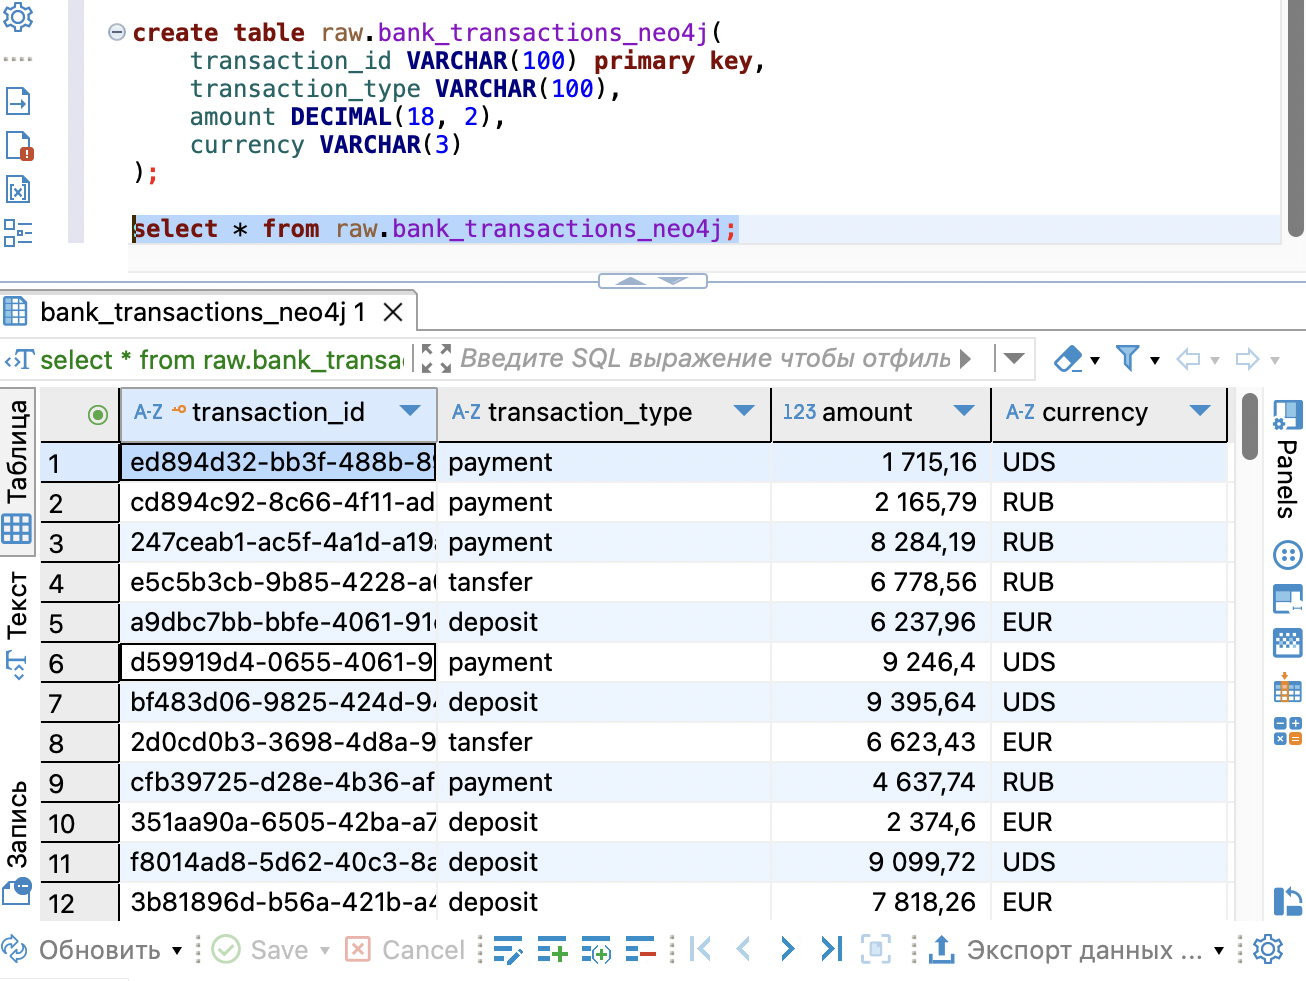 create table raw.bank_transactions_neo4j(
transaction_id VARCHAR(100) primary key,
transaction_type VARCHAR(100),
amount DECIMAL(18, 2),
currency VARCHAR(3)
);
select * from raw.bank_transactions_neo4j;
bank_transactions_neo4j 1
select * from raw.bank_transa
Введите SQL выражение чтобы отфиль
Таблица
Текст
Запись
Panels
A-Z transaction_id A-Z transaction_type 123 amount A-Z currency
1 ed894d32-bb3f-488b-8 payment 1 715,16 UDS
2 cd894c92-8c66-4f11-ad payment 2 165,79 RUB
3 247ceab1-ac5f-4a1d-a19 payment 8 284,19 RUB
4 e5c5b3cb-9b85-4228-a tansfer 6 778,56 RUB
5 a9dbc7bb-bbfe-4061-91 deposit 6 237,96 EUR
6 d59919d4-0655-4061-9 payment 9 246,4 UDS
7 bf483d06-9825-424d-9 deposit 9 395,64 UDS
8 2d0cd0b3-3698-4d8a-9 tansfer 6 623,43 EUR
9 cfb39725-d28e-4b36-af payment 4 637,74 RUB
10 351aa90a-6505-42ba-a7 deposit 2 374,6 EUR
11 f8014ad8-5d62-40c3-8a deposit 9 099,72 UDS
12 3b81896d-b56a-421b-a4 deposit 7 818,26 EUR
Обновить Save Cancel Экспорт данных ...